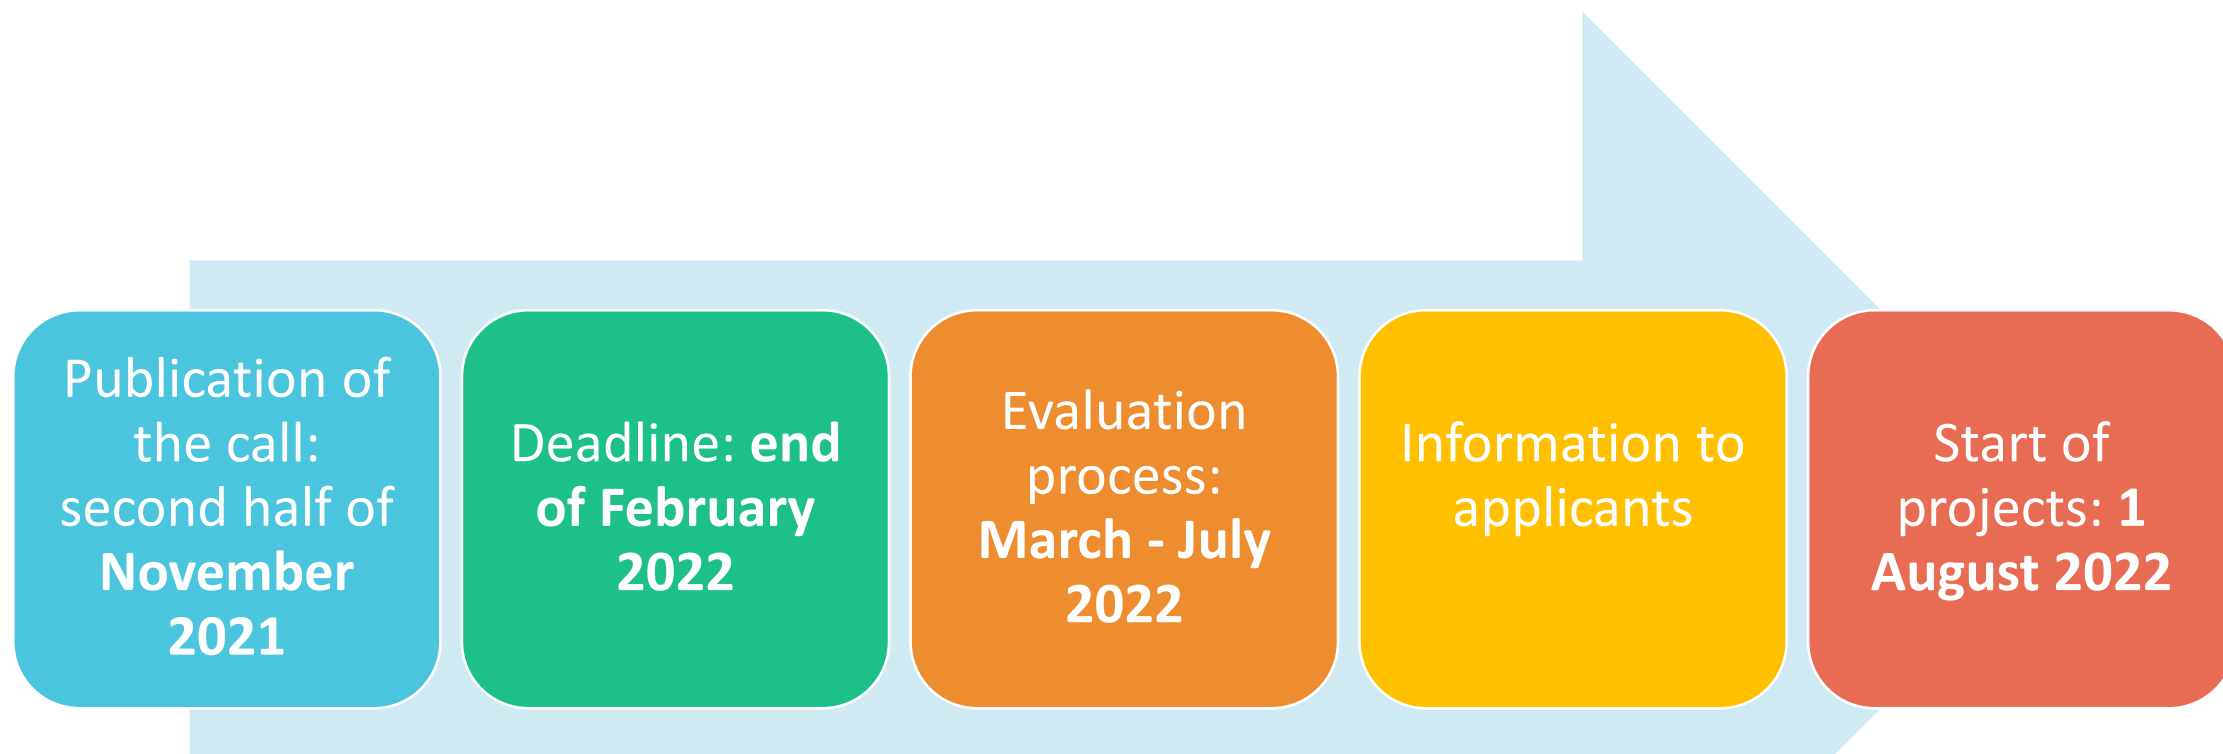 Publication of
the call:
second half of
November
2021
Deadline: end
of February
2022
Evaluation
process:
March - July
2022
Information to
applicants
Start of
projects: 1
August 2022